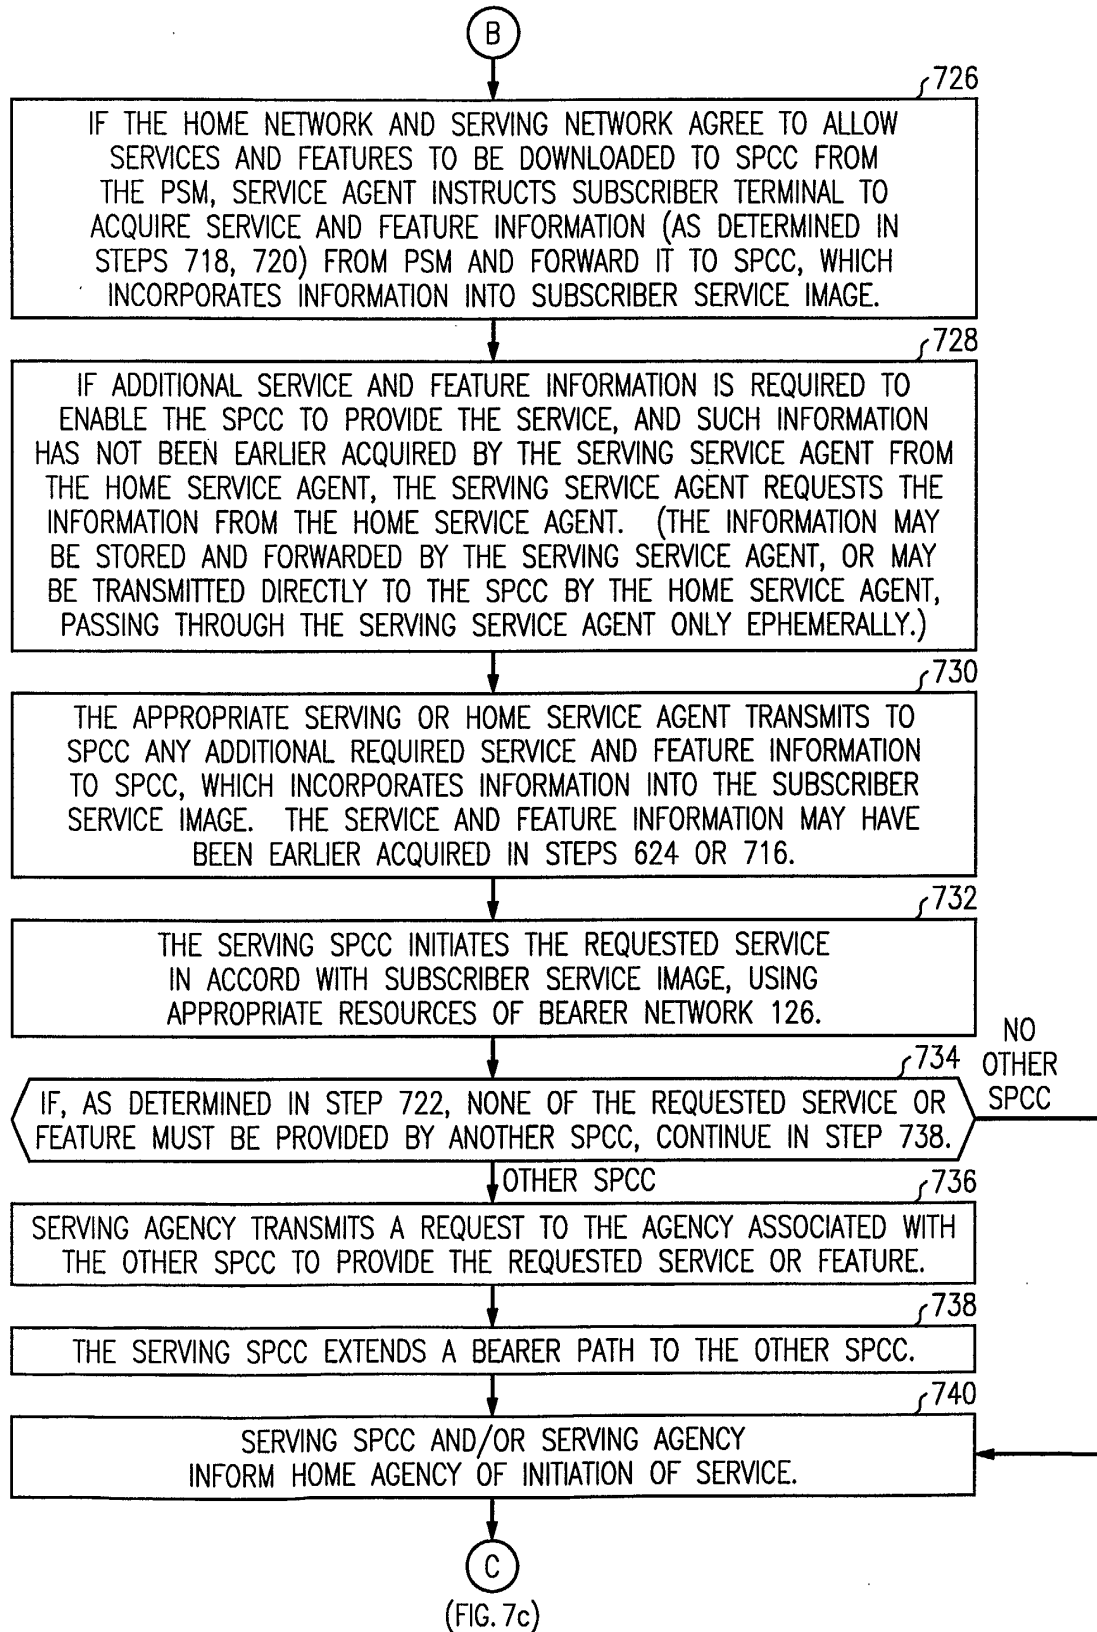 B
726
IF THE HOME NETWORK AND SERVING NETWORK AGREE TO ALLOW
SERVICES AND FEATURES TO BE DOWNLOADED TO SPCC FROM
THE PSM, SERVICE AGENT INSTRUCTS SUBSCRIBER TERMINAL TO
ACQUIRE SERVICE AND FEATURE INFORMATION (AS DETERMINED IN
STEPS 718, 720) FROM PSM AND FORWARD IT TO SPCC, WHICH
INCORPORATES INFORMATION INTO SUBSCRIBER SERVICE IMAGE.
728
IF ADDITIONAL SERVICE AND FEATURE INFORMATION IS REQUIRED TO
ENABLE THE SPCC TO PROVIDE THE SERVICE, AND SUCH INFORMATION
HAS NOT BEEN EARLIER ACQUIRED BY THE SERVING SERVICE AGENT FROM
THE HOME SERVICE AGENT, THE SERVING SERVICE AGENT REQUESTS THE
INFORMATION FROM THE HOME SERVICE AGENT. (THE INFORMATION MAY
BE STORED AND FORWARDED BY THE SERVING SERVICE AGENT, OR MAY
BE TRANSMITTED DIRECTLY TO THE SPCC BY THE HOME SERVICE AGENT,
PASSING THROUGH THE SERVING SERVICE AGENT ONLY EPHEMERALLY.)
730
THE APPROPRIATE SERVING OR HOME SERVICE AGENT TRANSMITS TO
SPCC ANY ADDITIONAL REQUIRED SERVICE AND FEATURE INFORMATION
TO SPCC, WHICH INCORPORATES INFORMATION INTO THE SUBSCRIBER
SERVICE IMAGE. THE SERVICE AND FEATURE INFORMATION MAY HAVE
BEEN EARLIER ACQUIRED IN STEPS 624 OR 716.
732
THE SERVING SPCC INITIATES THE REQUESTED SERVICE
IN ACCORD WITH SUBSCRIBER SERVICE IMAGE, USING
APPROPRIATE RESOURCES OF BEARER NETWORK 126.
734
NO
OTHER
SPCC
IF, AS DETERMINED IN STEP 722, NONE OF THE REQUESTED SERVICE OR
FEATURE MUST BE PROVIDED BY ANOTHER SPCC, CONTINUE IN STEP 738.
OTHER SPCC
736
SERVING AGENCY TRANSMITS A REQUEST TO THE AGENCY ASSOCIATED WITH
THE OTHER SPCC TO PROVIDE THE REQUESTED SERVICE OR FEATURE.
738
THE SERVING SPCC EXTENDS A BEARER PATH TO THE OTHER SPCC.
740
SERVING SPCC AND/OR SERVING AGENCY
INFORM HOME AGENCY OF INITIATION OF SERVICE.
C
(FIG. 7c)